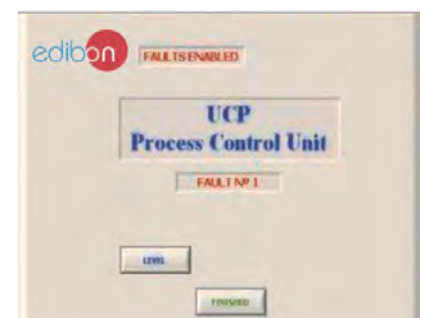 edibon
FAULTS ENABLED
UCP
Process Control Unit
FAULT Nº 1
LEVEL
FINISHED